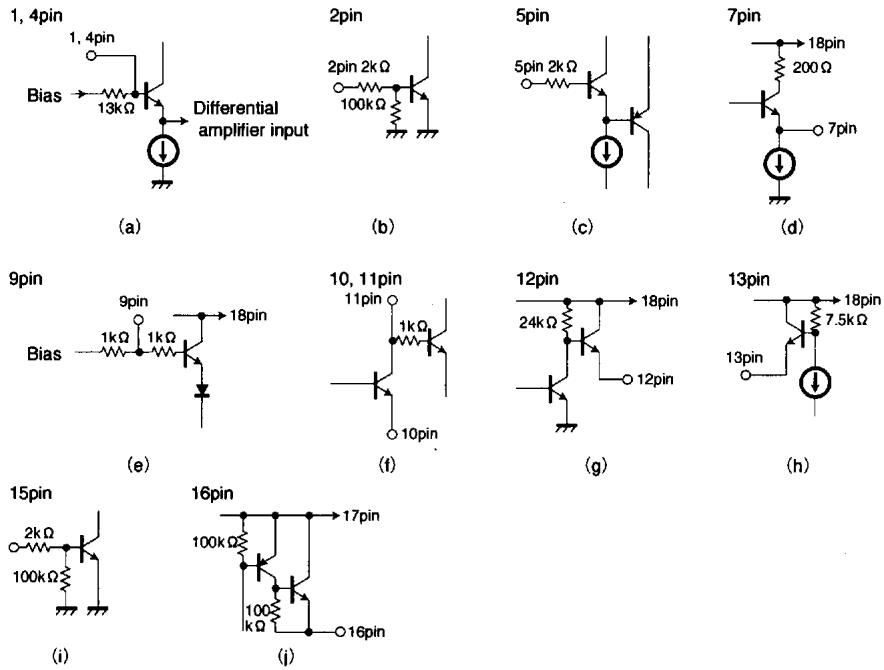 1, 4pin
1, 4pin
Bias
13kΩ
Differential
amplifier input
(a)
2pin
2pin 2kΩ
100kΩ
(b)
5pin
5pin 2kΩ
(c)
7pin
18pin
200Ω
7pin
(d)
9pin
9pin
18pin
1kΩ
1kΩ
Bias
(e)
10, 11pin
11pin
1kΩ
10pin
(f)
12pin
18pin
24kΩ
12pin
(g)
13pin
18pin
7.5kΩ
13pin
(h)
15pin
2kΩ
100kΩ
(i)
16pin
17pin
100kΩ
100
kΩ
16pin
(j)